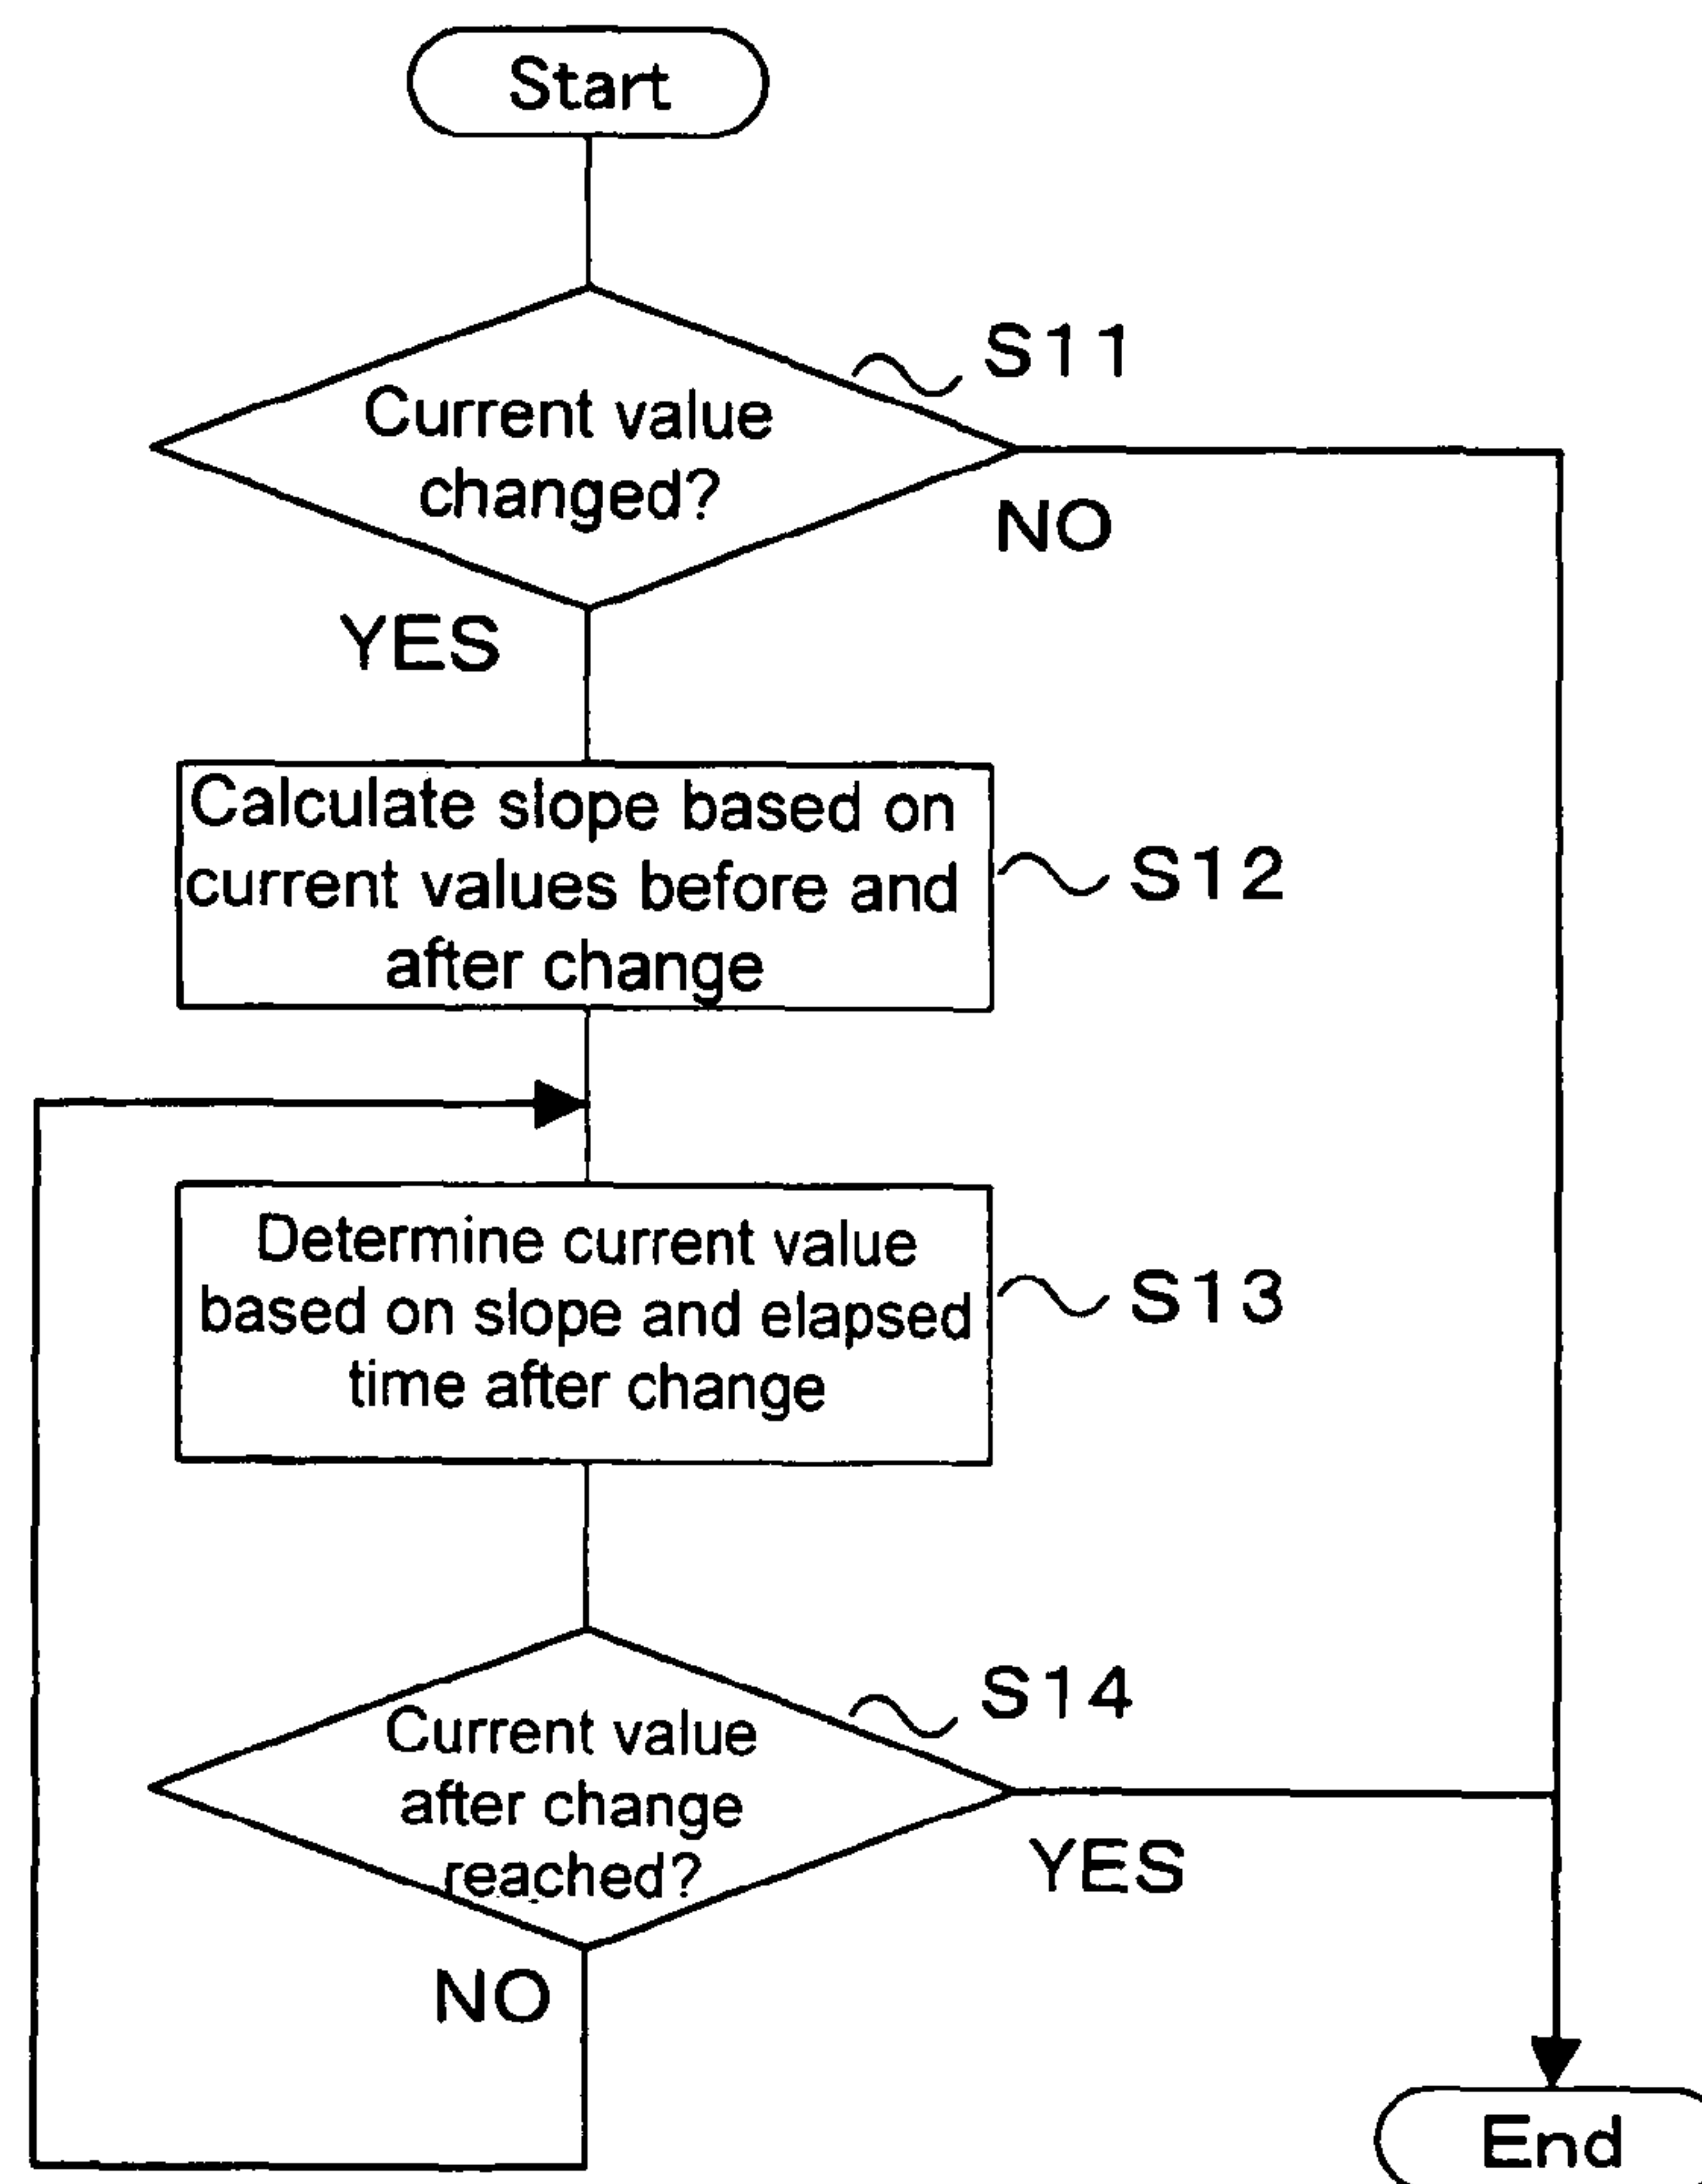 Start
S11
Current value
changed?
NO
YES
Calculate slope based on
current values before and
after change
S12
Determine current value
based on slope and elapsed
time after change
S13
S14
Current value
after change
reached?
YES
NO
End